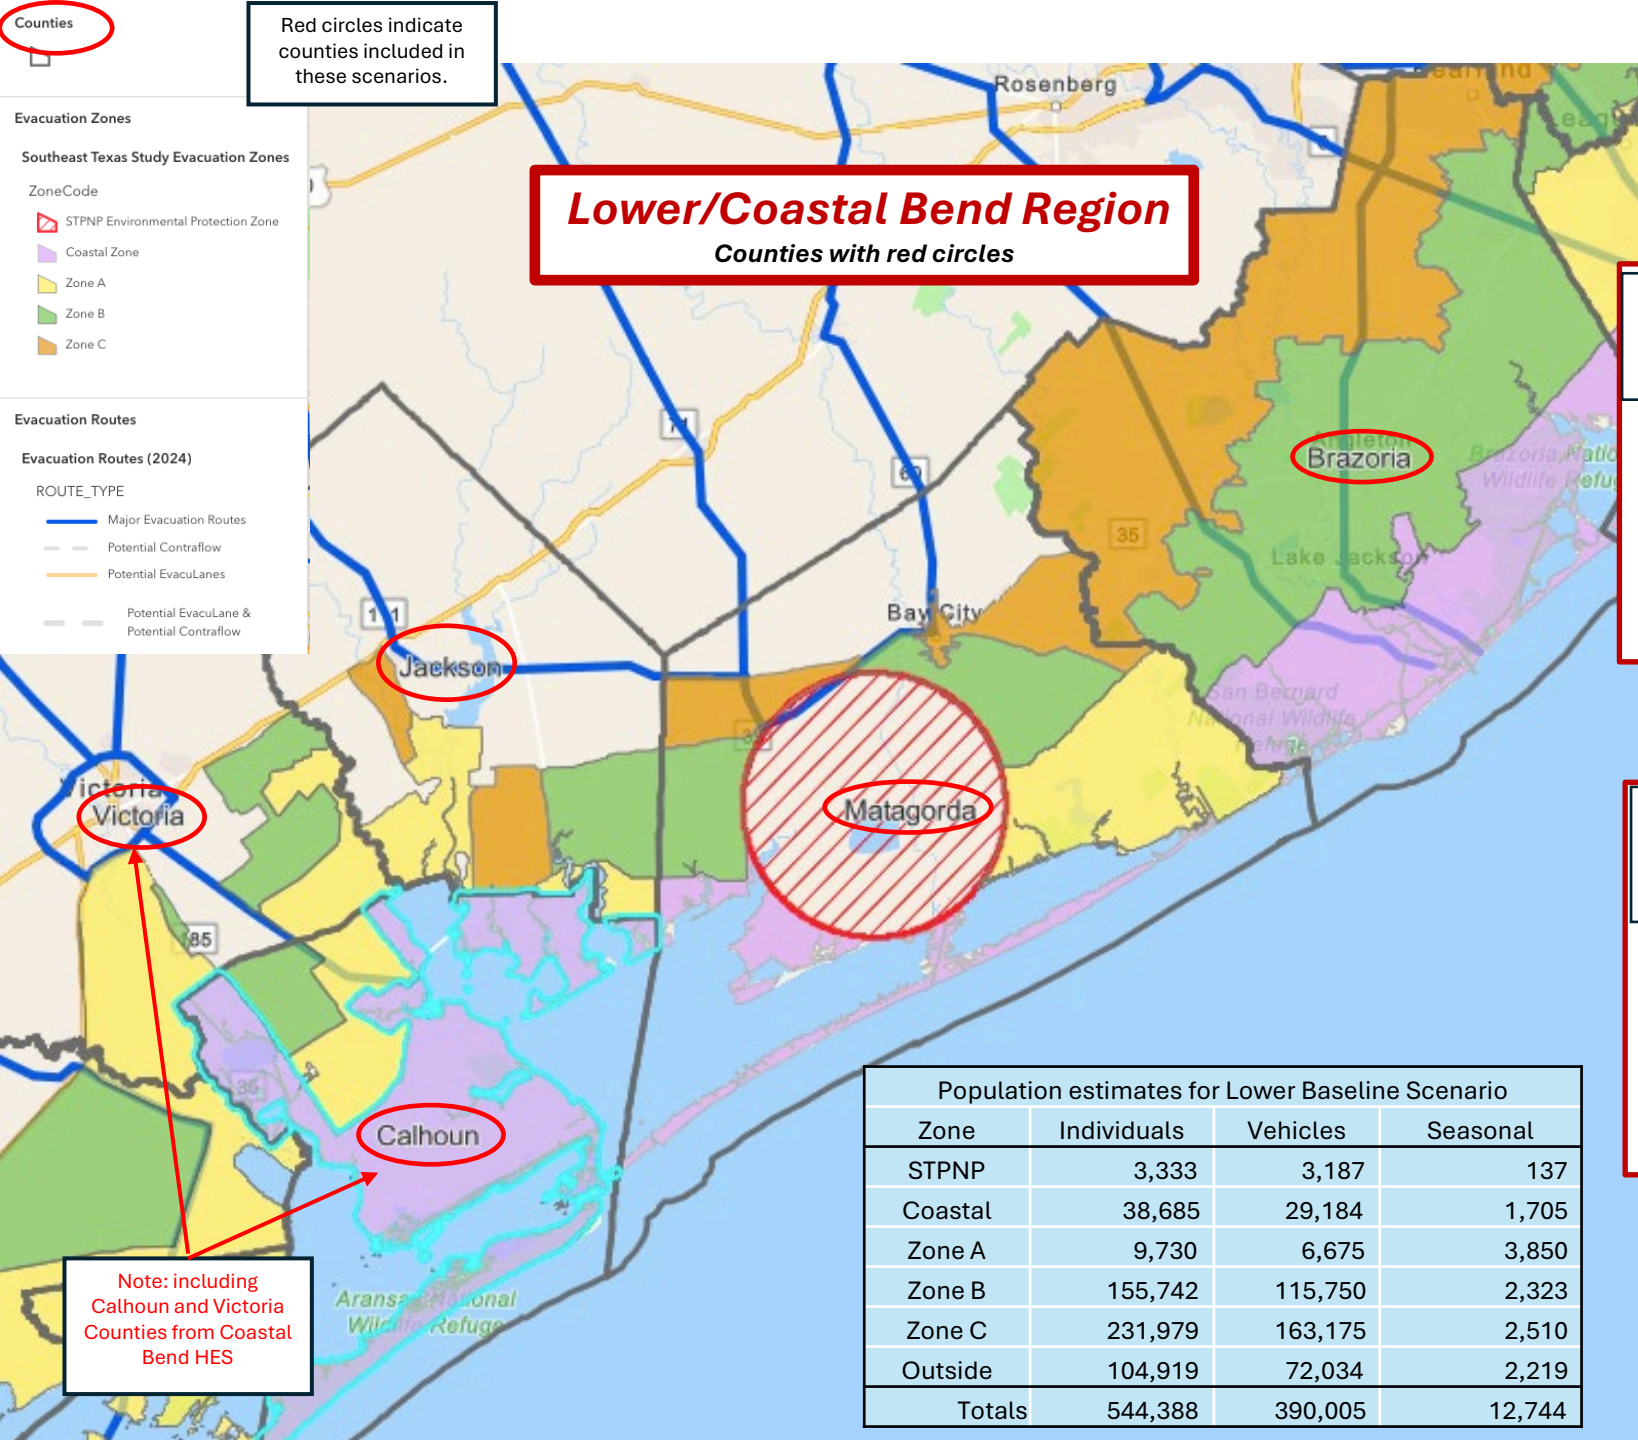 Counties
Red circles indicate
counties included in
these scenarios.
Evacuation Zones
Southeast Texas Study Evacuation Zones
ZoneCode
STPNP Environmental Protection Zone
Coastal Zone
Zone A
Zone B
Zone C
Evacuation Routes
Evacuation Routes (2024)
ROUTE_TYPE
Major Evacuation Routes
Potential Contraflow
Potential EvacuLanes
Potential EvacuLane &
Potential Contraflow
Rosenberg
Lower/Coastal Bend Region
Counties with red circles
Angleton
Brazoria
Wildlife
35
Lake Jackson
Bay City
Jackson
San Bernard
National Wildlife
Refuge
35
Victoria
Victoria
Matagorda
35
Calhoun
Aransas National
Wildlife Refuge
Note: including
Calhoun and Victoria
Counties from Coastal
Bend HES
Population estimates for Lower Baseline Scenario
Zone Individuals Vehicles Seasonal
STPNP 3,333 3,187 137
Coastal 38,685 29,184 1,705
Zone A 9,730 6,675 3,850
Zone B 155,742 115,750 2,323
Zone C 231,979 163,175 2,510
Outside 104,919 72,034 2,219
Totals 544,388 390,005 12,744